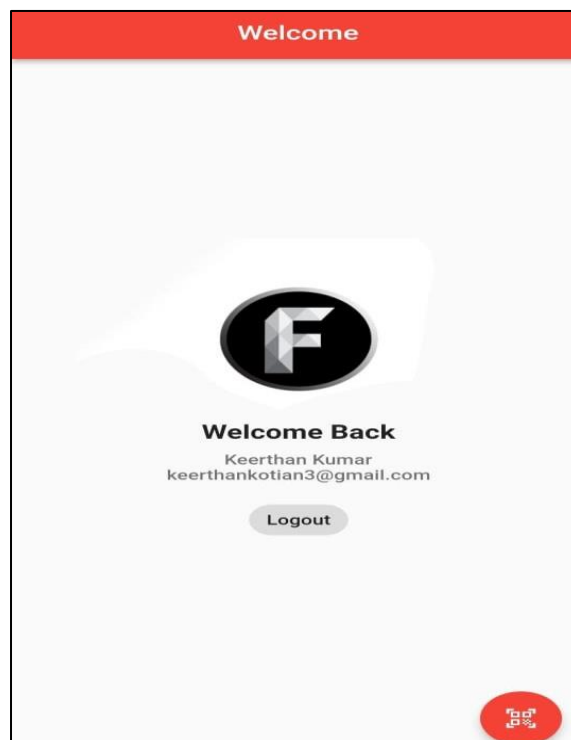 Welcome
F
Welcome Back
Keerthan Kumar
keerthankotian3@gmail.com
Logout